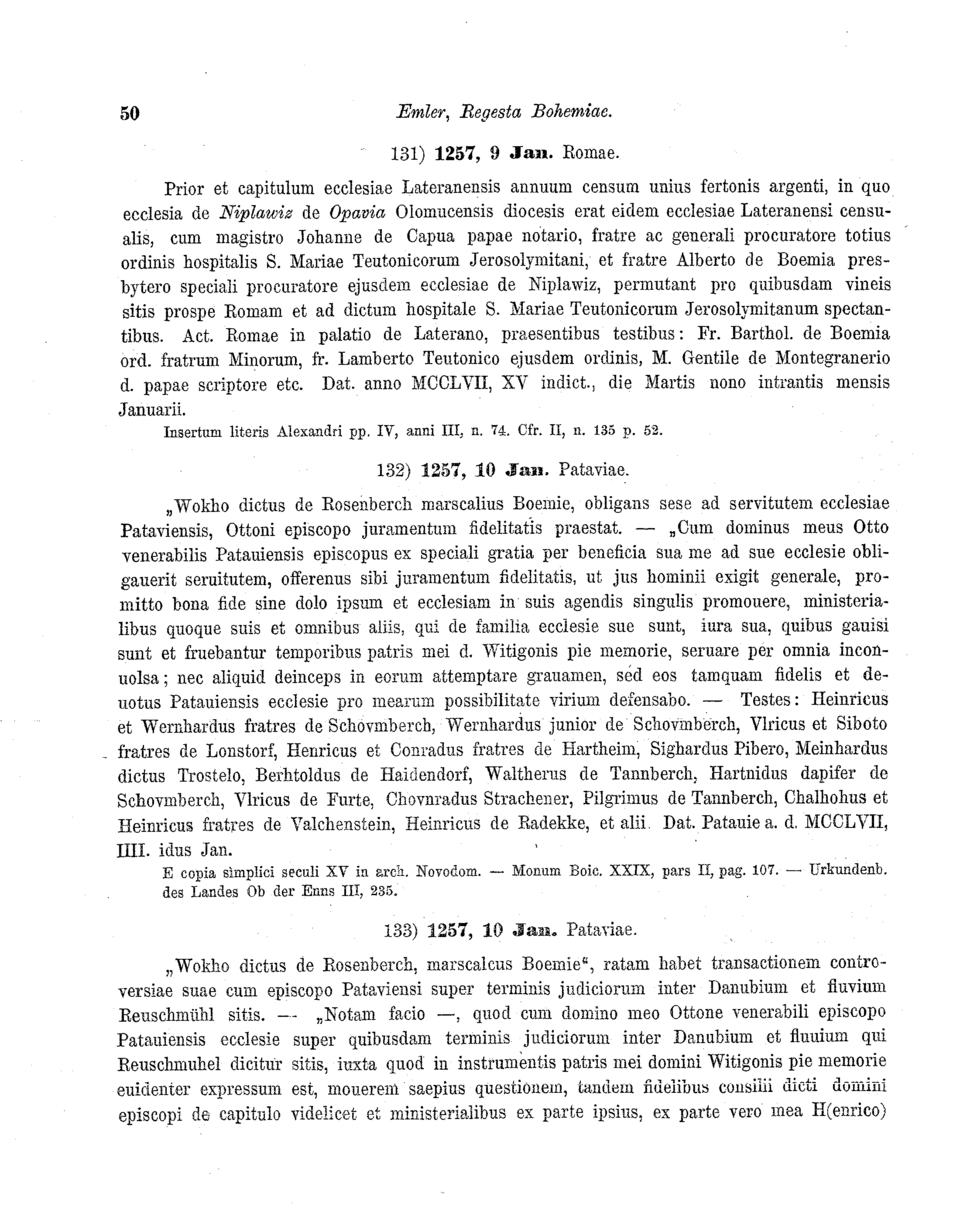 50
Emler, Regesta Bohemiae.
131) 1257, 9 Jan. Romae.
Prior et capitulum ecclesiae Lateranensis annuum censum unius fertonis argenti, in quo
ecclesia de Niplawiz de Opavia Olomucensis diocesis erat eidem ecclesiae Lateranensi censu-
alis, cum magistro Johanne de Capua papae notario, fratre ac generali procuratore totius
ordinis hospitalis S. Mariae Teutonicorum Jerosolymitani, et fratre Alberto de Boemia pres-
bytero speciali procuratore ejusdem ecclesiae de Niplawiz, permutant pro quibusdam vineis
sitis prospe Romam et ad dictum hospitale S. Mariae Teutonicorum Jerosolymitanum spectan-
tibus. Act. Romae in palatio de Laterano, praesentibus testibus: Fr. Barthol. de Boemia
ord. fratrum Minorum, fr. Lamberto Teutonico ejusdem ordinis, M. Gentile de Montegranerio
d. papae scriptore etc. Dat. anno MCCLVII, XV indict., die Martis nono intrantis mensis
Januarii.
Insertum literis Alexandri pp. IV, anni III, n. 74. Cfr. II, n. 135 p. 52.
132) 1257, 10 Jan. Pataviae.
„Wokho dictus de Rosenberch marscalius Boemie, obligans sese ad servitutem ecclesiae
Pataviensis, Ottoni episcopo juramentum fidelitatis praestat. — „Cum dominus meus Otto
venerabilis Patauiensis episcopus ex speciali gratia per beneficia sua me ad sue ecclesie obli-
gauerit seruitutem, offerenus sibi juramentum fidelitatis, ut jus hominii exigit generale, pro-
mitto bona fide sine dolo ipsum et ecclesiam in suis agendis singulis promouere, ministeria-
libus quoque suis et omnibus aliis, qui de familia ecclesie sue sunt, iura sua, quibus gauisi
sunt et fruebantur temporibus patris mei d. Witigonis pie memorie, seruare per omnia incon-
uolsa; nec aliquid deinceps in eorum attemptare grauamen, sed eos tamquam fidelis et de-
uotus Patauiensis ecclesie pro mearum possibilitate virium defensabo. — Testes: Heinricus
et Wernhardus fratres de Schovmberch, Wernhardus junior de Schovmberch, Vlricus et Siboto
fratres de Lonstorf, Henricus et Conradus fratres de Hartheim, Sighardus Pibero, Meinhardus
dictus Trostelo, Berhtoldus de Haidendorf, Waltherus de Tannberch, Hartnidus dapifer de
Schovmberch, Vlricus de Furte, Chovnradus Strachener, Pilgrimus de Tannberch, Chalhohus et
Heinricus fratres de Valchenstein, Heinricus de Radekke, et alii. Dat. Patauie a. d. MCCLVII,
IIII. idus Jan.
E copia simplici seculi XV in arch. Novodom. — Monum Boic. XXIX, pars II, pag. 107. — Urkundenb.
des Landes Ob der Enns III, 235.
133) 1257, 10 Jan. Pataviae.
„Wokho dictus de Rosenberch, marscalcus Boemie“, ratam habet transactionem contro-
versiae suae cum episcopo Pataviensi super terminis judiciorum inter Danubium et fluvium
Reuschmühl sitis. — „Notam facio —, quod cum domino meo Ottone venerabili episcopo
Patauiensis ecclesie super quibusdam terminis judiciorum inter Danubium et fluuium qui
Reuschmuhel dicitur sitis, iuxta quod in instrumentis patris mei domini Witigonis pie memorie
euidenter expressum est, mouerem saepius questionem, tandem fidelibus consilii dicti domini
episcopi de capitulo videlicet et ministerialibus ex parte ipsius, ex parte vero mea H(enrico)